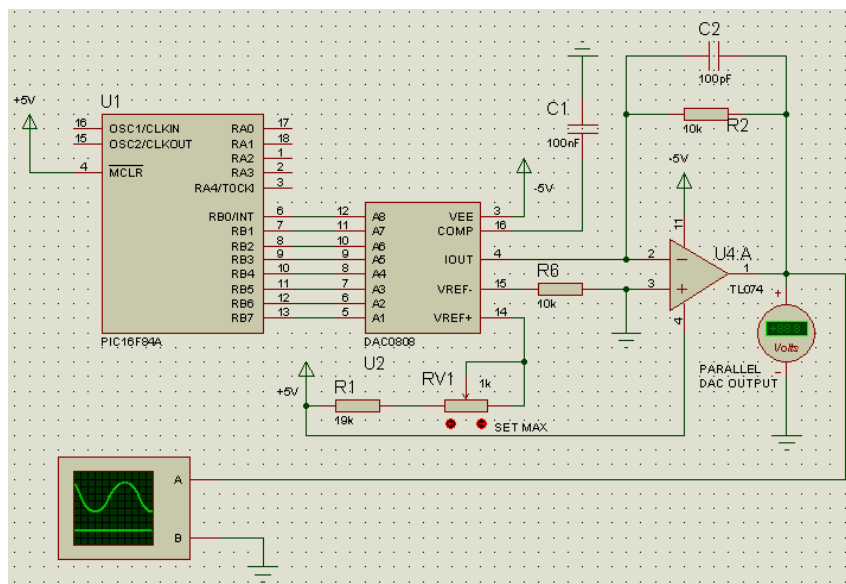 C2
100pF
+5V
U1
C1
100nF
10k
R2
16
OSC1/CLKIN
RA0
17
15
OSC2/CLKOUT
RA1
18
RA2
1
4
MCLR
RA3
2
RA4/T0CKI
3
-5V
-5V
RB0/INT
6
12
A8
VEE
3
RB1
7
11
A7
COMP
16
RB2
8
10
A6
RB3
9
9
A5
IOUT
4
RB4
10
8
A4
RB5
11
7
A3
VREF-
15
RB6
12
6
A2
RB7
13
5
A1
VREF+
14
R6
10k
11
2
3
4
U4:A
1
TL074
PIC16F84A
DAC0808
U2
+88.8
Volts
PARALLEL
DAC OUTPUT
+5V
R1
19k
RV1
1k
SET MAX
A
B